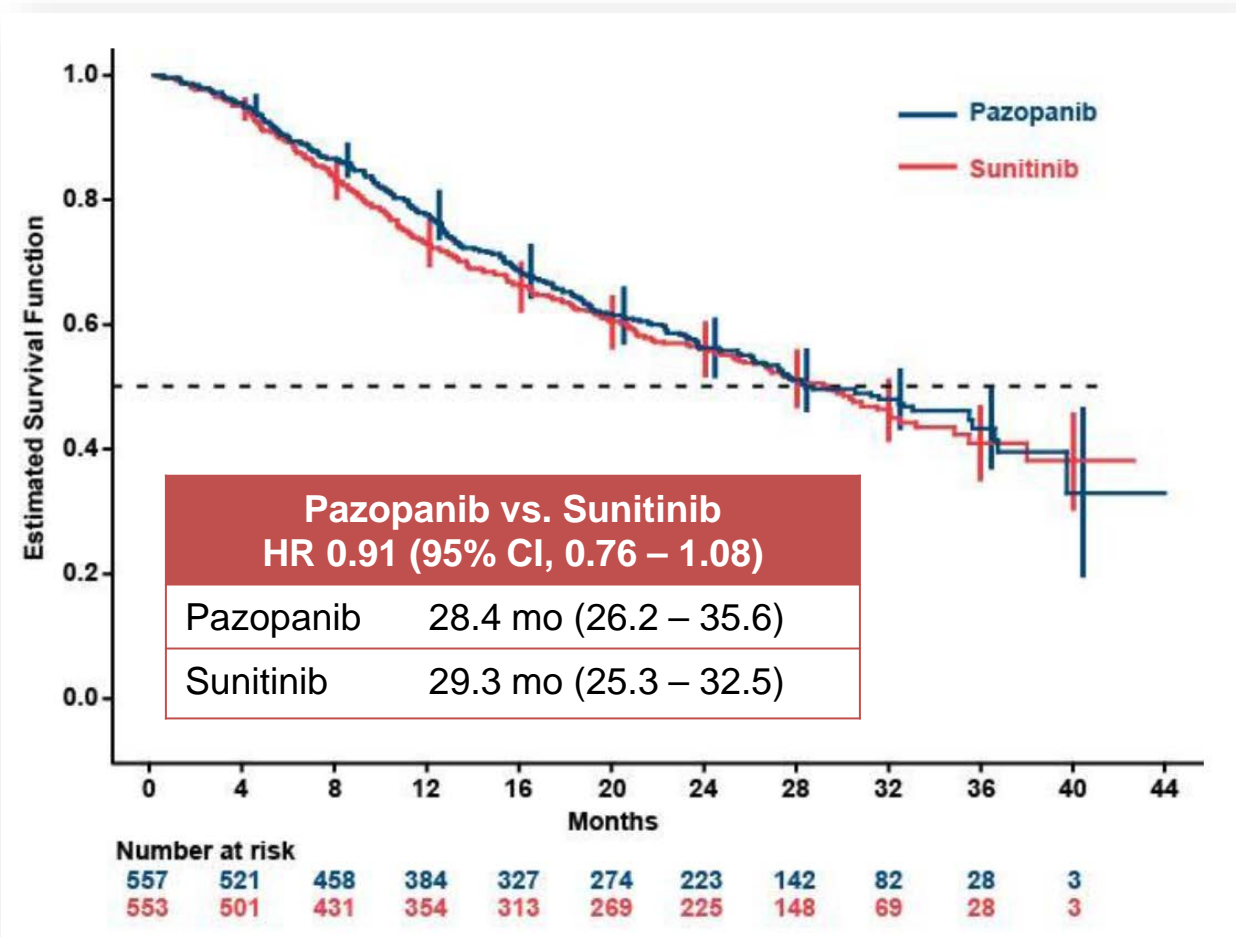 Estimated Survival Function
1.0
0.8
0.6
0.4
0.2
0.0
Pazopanib
Sunitinib
Pazopanib vs. Sunitinib
HR 0.91 (95% CI, 0.76 – 1.08)
Pazopanib 28.4 mo (26.2 – 35.6)
Sunitinib 29.3 mo (25.3 – 32.5)
0 4 8 12 16 20 24 28 32 36 40 44
Months
Number at risk
557 521 458 384 327 274 223 142 82 28 3
553 501 431 354 313 269 225 148 69 28 3